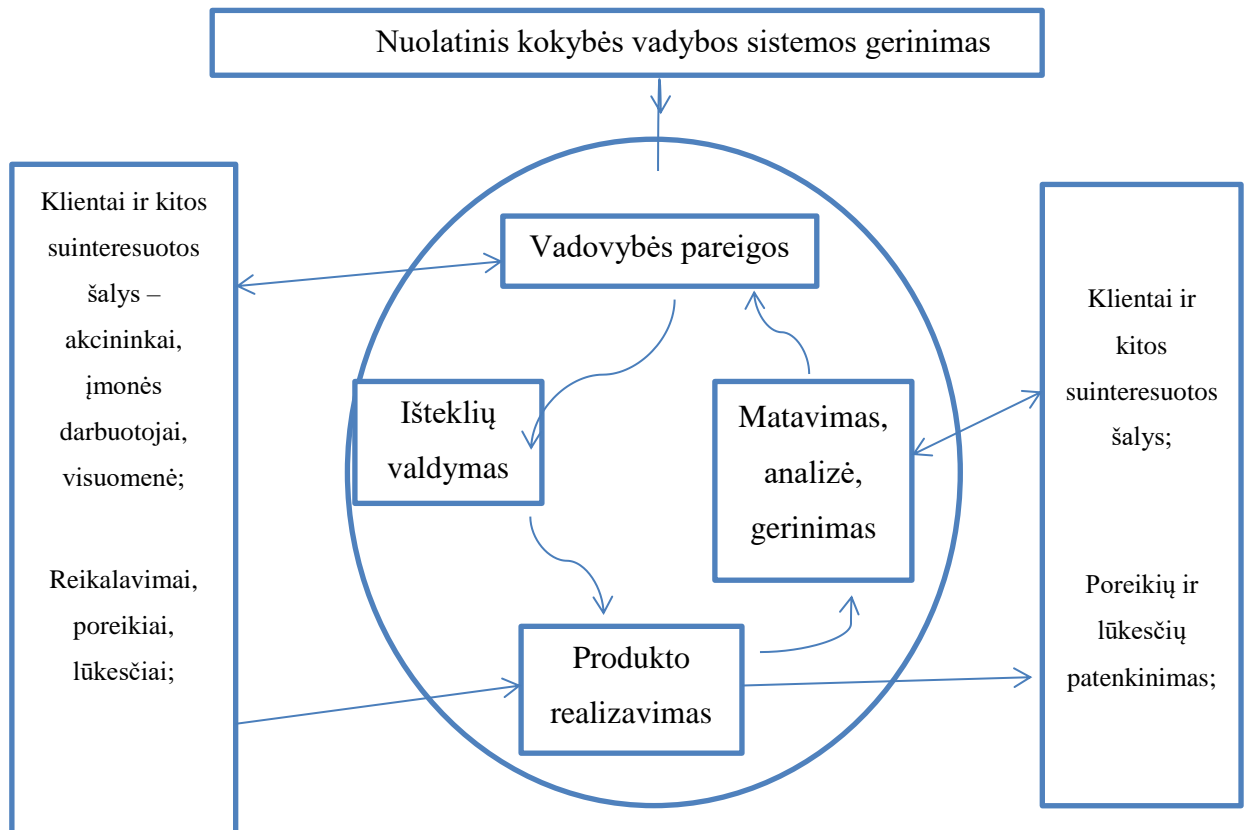 Nuolatinis kokybės vadybos sistemos gerinimas
Klientai ir kitos
suinteresuotos
šalys –
akcininkai,
įmonės
darbuotojai,
visuomenė;
Reikalavimai,
poreikiai,
lūkesčiai;
Vadovybės pareigos
Išteklių
valdymas
Matavimas,
analizė,
gerinimas
Produkto
realizavimas
Klientai ir
kitos
suinteresuotos
šalys;
Poreikių ir
lūkesčių
patenkinimas;